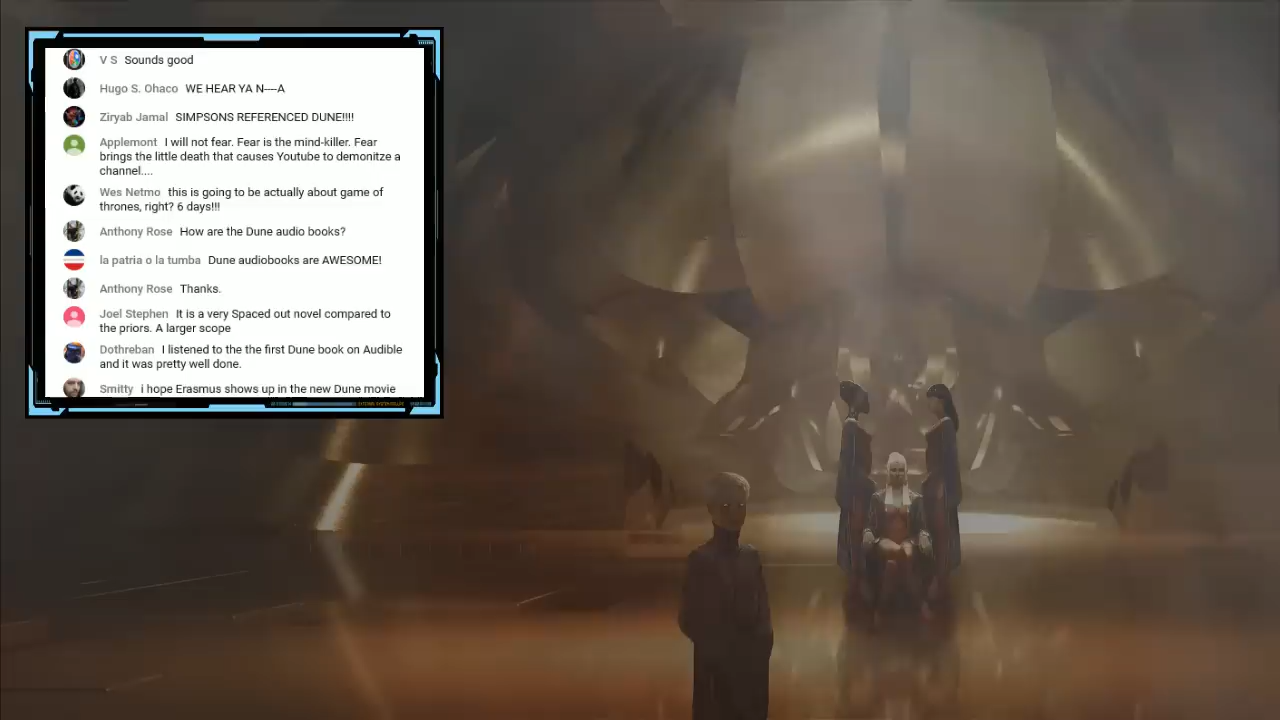 V S Sounds good
Hugo S. Ohaco WE HEAR YA N----A
Ziryab Jamal SIMPSONS REFERENCED DUNE!!!!
Applemont I will not fear. Fear is the mind-killer. Fear
brings the little death that causes Youtube to demonitze a
channel....
Wes Netmo this is going to be actually about game of
thrones, right? 6 days!!!
Anthony Rose How are the Dune audio books?
la patria o la tumba Dune audiobooks are AWESOME!
Anthony Rose Thanks.
Joel Stephen It is a very Spaced out novel compared to
the priors. A larger scope
Dothreban I listened to the the first Dune book on Audible
and it was pretty well done.
Smitty i hope Erasmus shows up in the new Dune movie